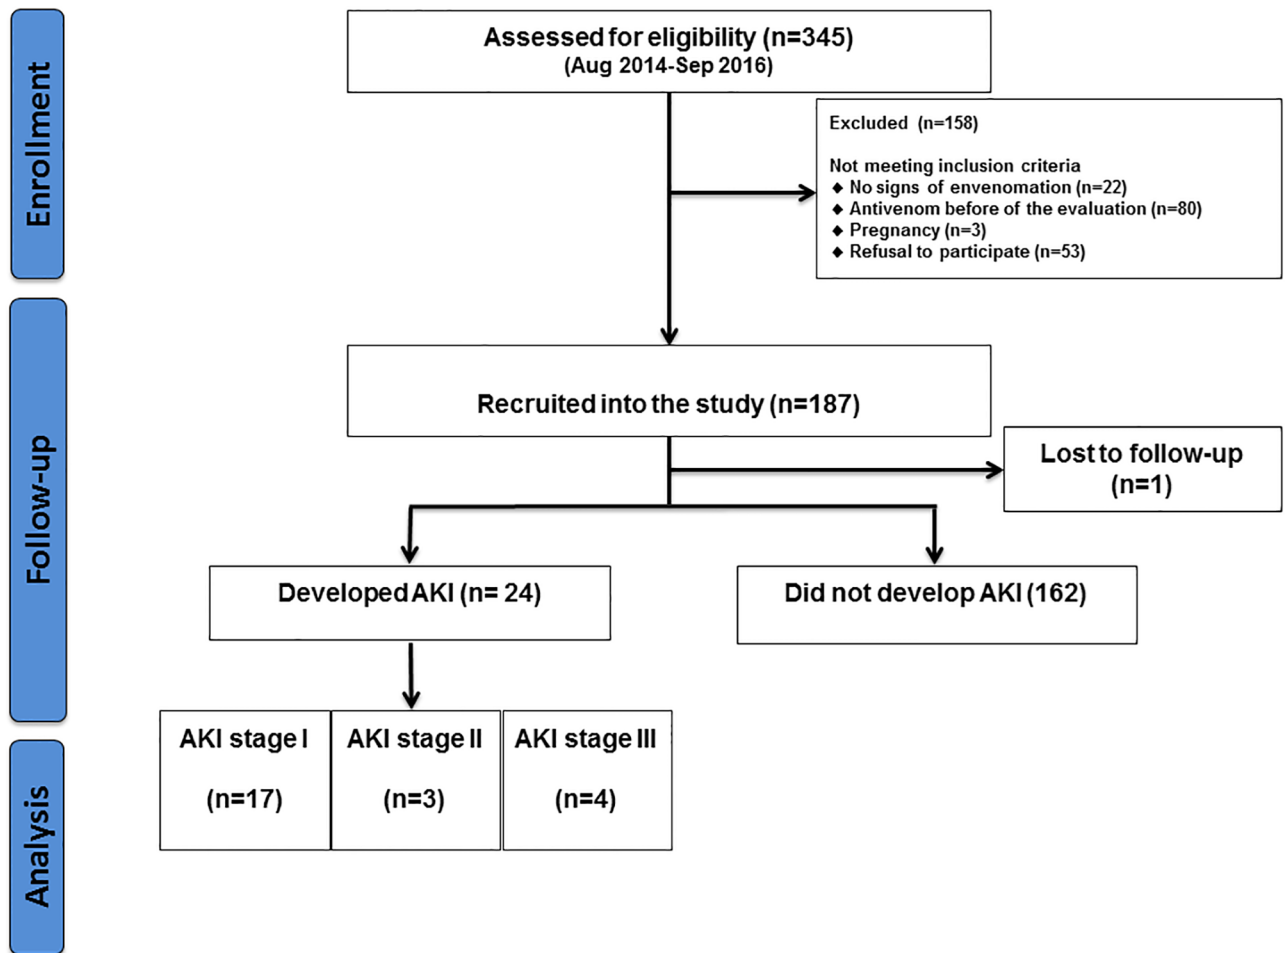 Enrollment
Assessed for eligibility (n=345)
(Aug 2014-Sep 2016)
Excluded (n=158)
Not meeting inclusion criteria
◆ No signs of envenomation (n=22)
◆ Antivenom before of the evaluation (n=80)
◆ Pregnancy (n=3)
◆ Refusal to participate (n=53)
Follow-up
Recruited into the study (n=187)
Lost to follow-up
(n=1)
Developed AKI (n= 24)
Did not develop AKI (162)
Analysis
AKI stage I
(n=17)
AKI stage II
(n=3)
AKI stage III
(n=4)